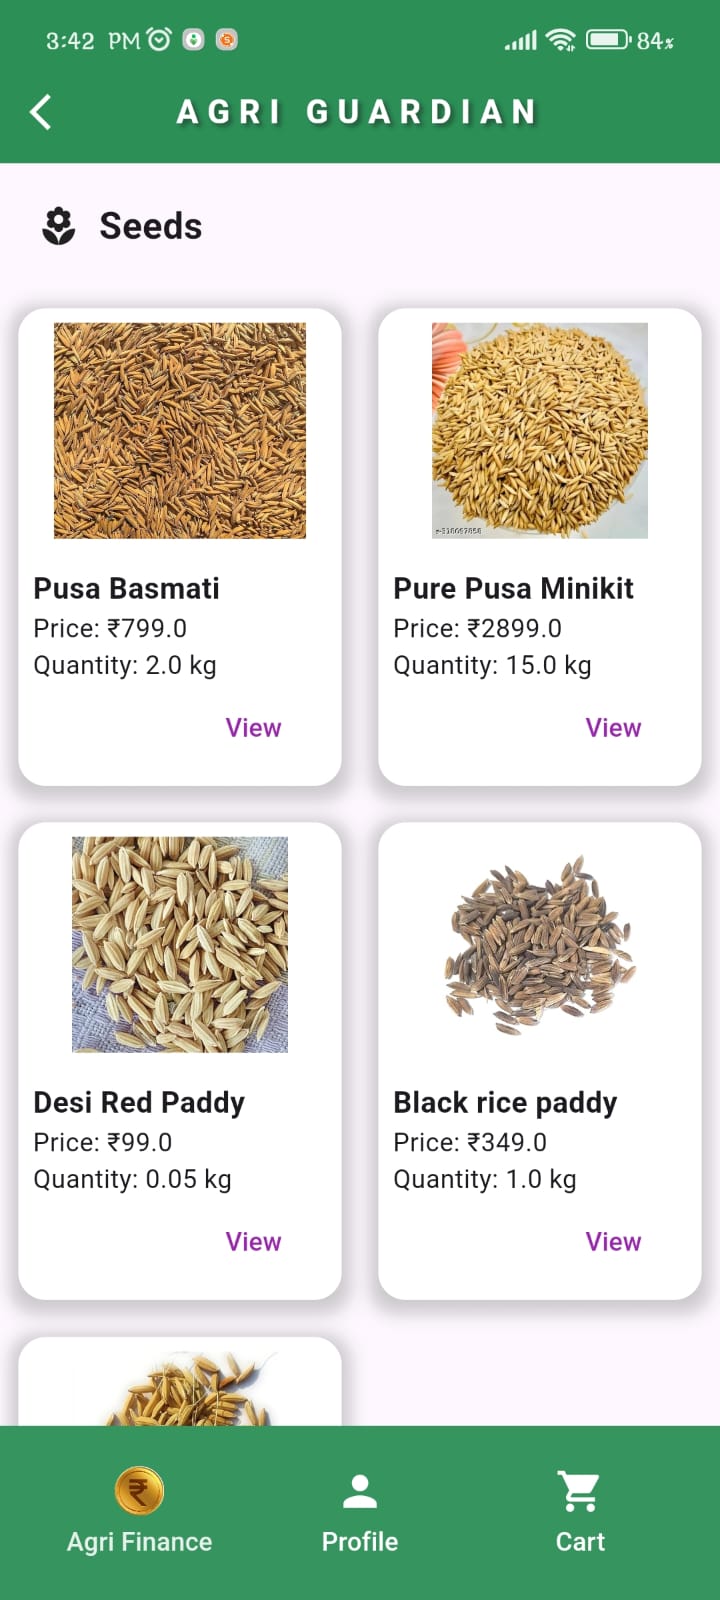 3:42 PM
84%
AGRI GUARDIAN
Seeds
Pusa Basmati
Price: ₹799.0
Quantity: 2.0 kg
View
Pure Pusa Minikit
Price: ₹2899.0
Quantity: 15.0 kg
View
Desi Red Paddy
Price: ₹99.0
Quantity: 0.05 kg
View
Black rice paddy
Price: ₹349.0
Quantity: 1.0 kg
View
Agri Finance
Profile
Cart